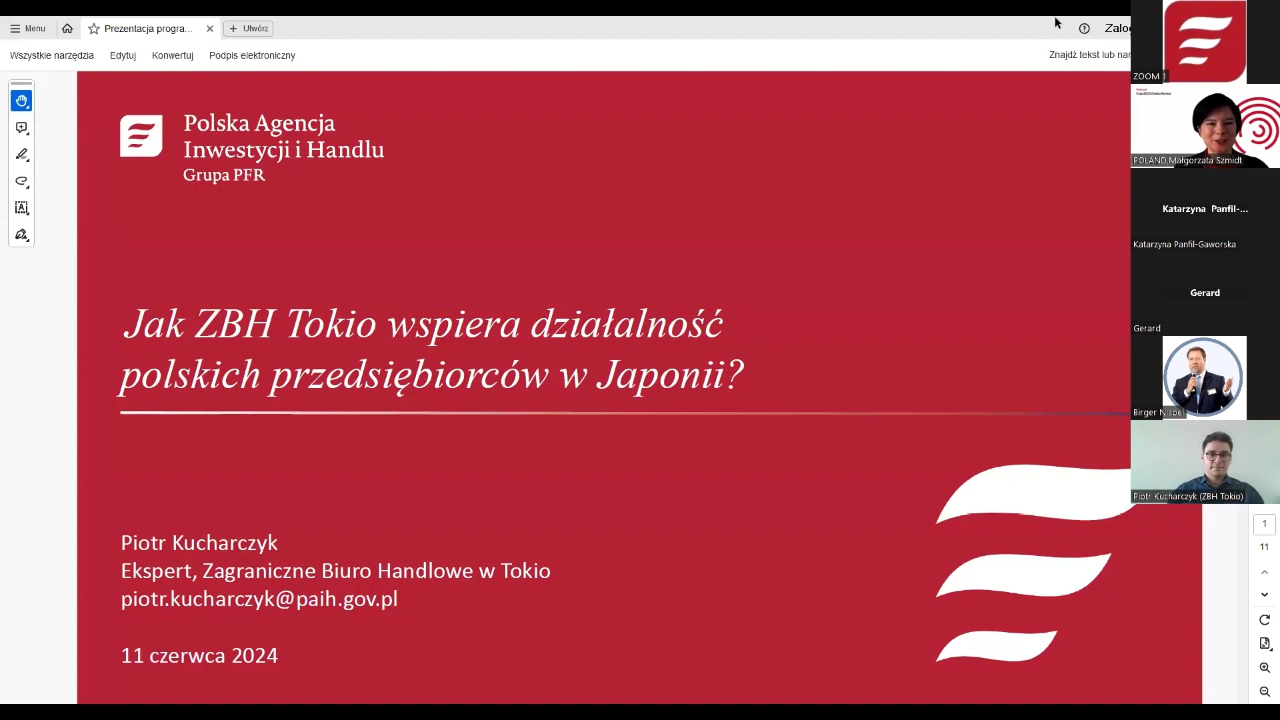 Menu
Prezentacja progra...
Utwórz
Wszystkie narzędzia
Edytuj
Konwertuj
Podpis elektroniczny
Polska Agencja
Inwestycji i Handlu
Grupa PFR
Jak ZBH Tokio wspiera działalność
polskich przedsiębiorców w Japonii?
Piotr Kucharczyk
Ekspert, Zagraniczne Biuro Handlowe w Tokio
piotr.kucharczyk@paih.gov.pl
11 czerwca 2024
Znajdź tekst lub
ZOOM 1
POLAND Małgorzata Szmidt
Katarzyna Panfil-...
Katarzyna Panfil-Gaworska
Gerard
Gerard
Birger
Piotr Kucharczyk (ZBH Tokio)
1
11